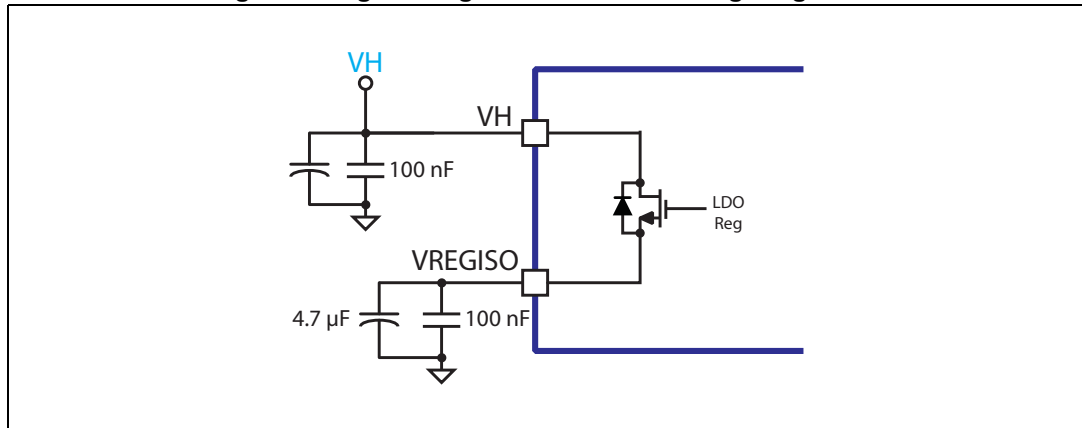 VH
VH
100 nF
LDO
Reg
VREGISO
4.7 µF
100 nF